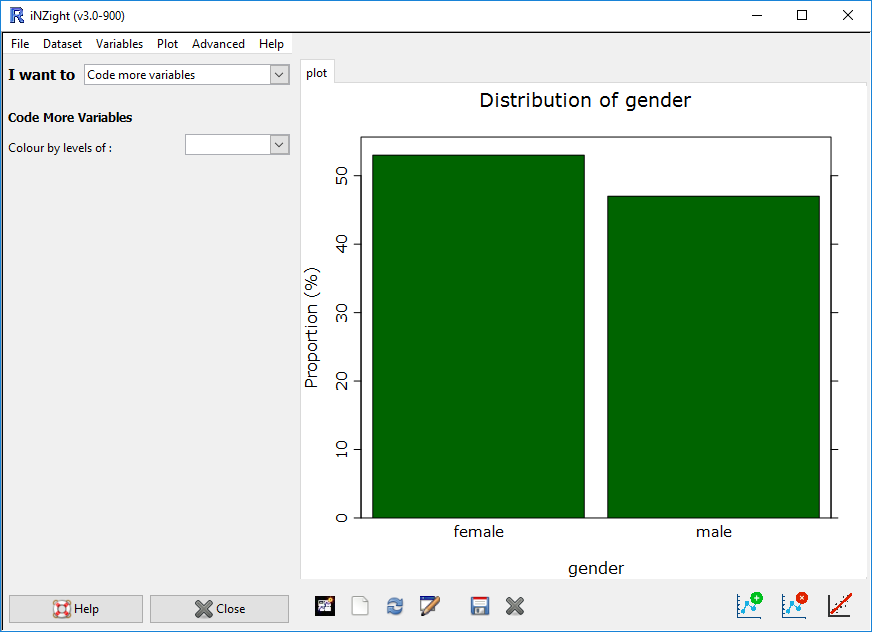 iNZight (v3.0-900)
File Dataset Variables Plot Advanced Help
I want to Code more variables
Code More Variables
Colour by levels of :
Help Close
plot
Distribution of gender
Proportion (%)
50
40
30
20
10
0
female male
gender